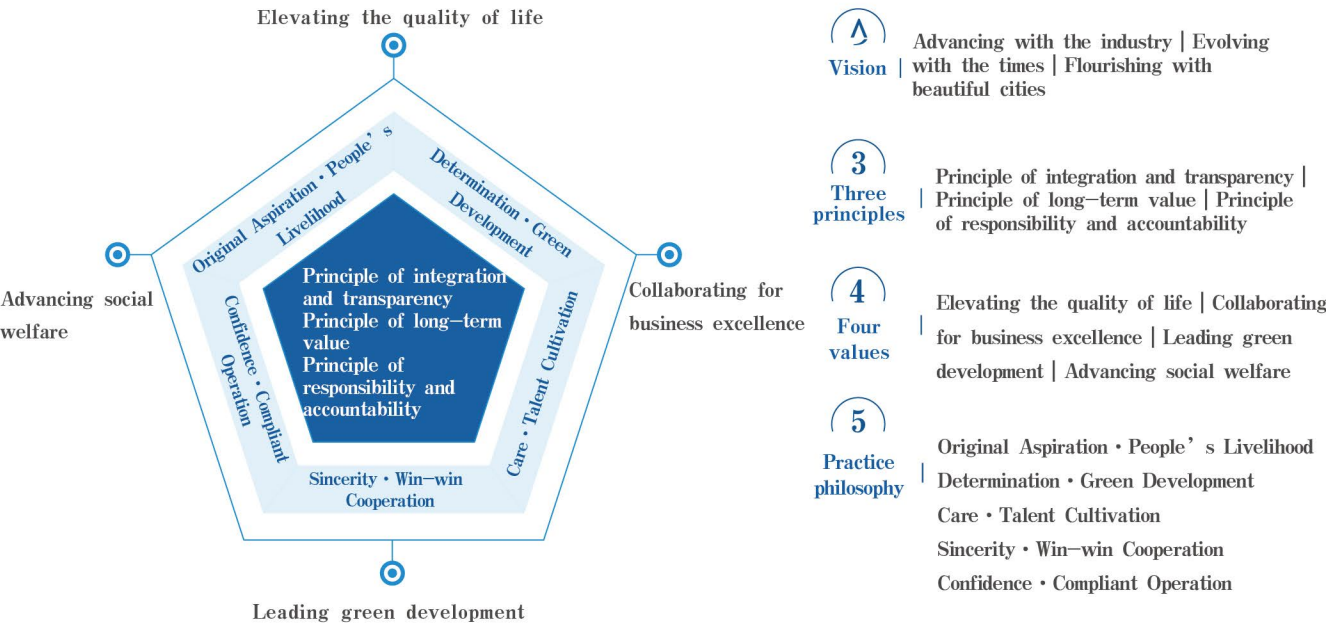 Elevating the quality of life
Original Aspiration·People’s
Livelihood
Determination·Green
Development
Confidence·Compliant
Operation
Care·Talent Cultivation
Sincerity·Win-win
Cooperation
Principle of integration
and transparency
Principle of long-term
value
Principle of
responsibility and
accountability
Advancing social
welfare
Collaborating for
business excellence
Leading green development
Vision
Advancing with the industry | Evolving
with the times | Flourishing with
beautiful cities
3
Three
principles
Principle of integration and transparency |
Principle of long-term value | Principle
of responsibility and accountability
4
Four
values
Elevating the quality of life | Collaborating
for business excellence | Leading green
development | Advancing social welfare
5
Practice
philosophy
Original Aspiration·People’s Livelihood
Determination·Green Development
Care·Talent Cultivation
Sincerity·Win-win Cooperation
Confidence·Compliant Operation